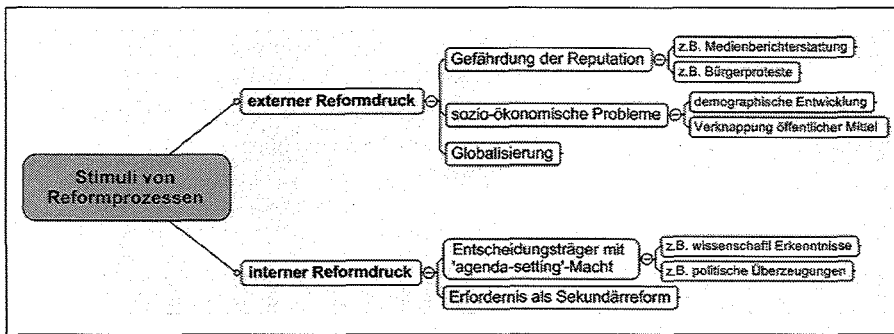 Stimuli von
Reformprozessen
externer Reformdruck
Gefährdung der Reputation
z.B. Medienberichterstattung
z.B. Bürgerproteste
sozio-ökonomische Probleme
demographische Entwicklung
Verknappung öffentlicher Mittel
Globalisierung
interner Reformdruck
Entscheidungsträger mit
'agenda-setting'-Macht
z.B. wissenschaftl Erkenntnisse
z.B. politische Überzeugungen
Erfordernis als Sekundärreform